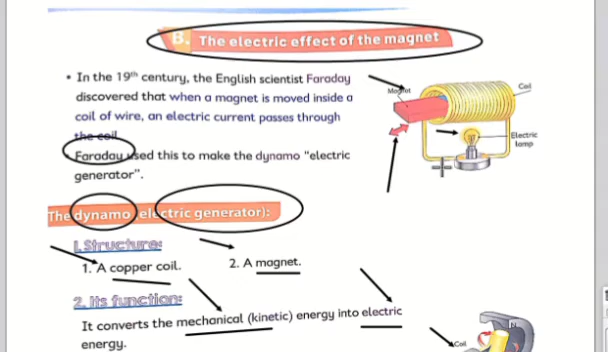 B. The electric effect of the magnet
• In the 19th century, the English scientist Faraday
discovered that when a magnet is moved inside a
coil of wire, an electric current passes through
the coil
Faraday used this to make the dynamo "electric
generator".
Magnet
Coil
Electric
lamp
The dynamo (electric generator):
1. Structure:
1. A copper coil.
2. A magnet.
2. Its function:
It converts the mechanical (kinetic) energy into electric
energy.
Coil
N